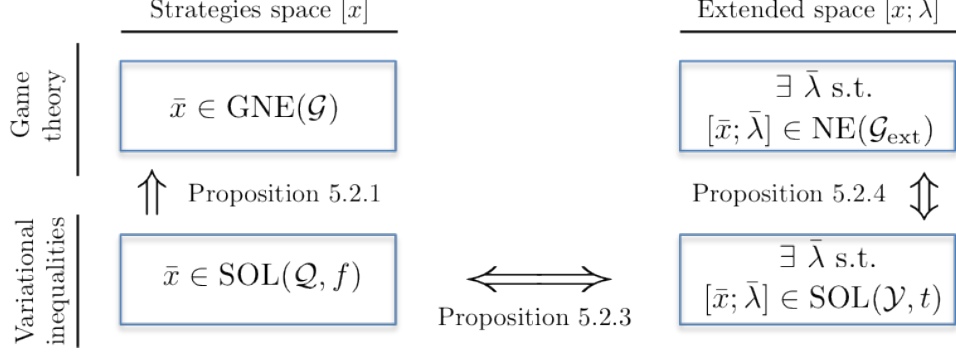 Strategies space [x]
Extended space [x; λ]
Game
theory
x̄ ∈ GNE(𝒢)
∃ λ̄ s.t.
[x̄; λ̄] ∈ NE(𝒢ext)
⇑ Proposition 5.2.1
Proposition 5.2.4 ⇕
Variational
inequalities
x̄ ∈ SOL(𝒬, f)
⟺
Proposition 5.2.3
∃ λ̄ s.t.
[x̄; λ̄] ∈ SOL(𝒴, t)